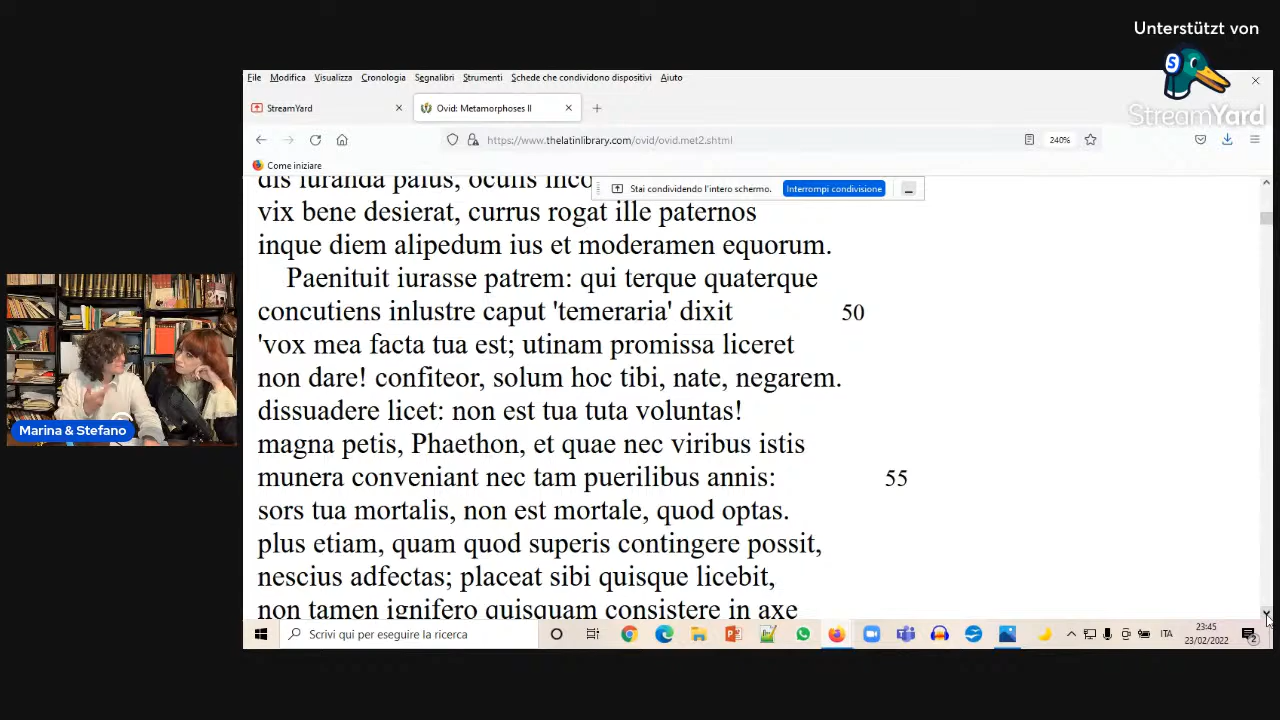 Unterstützt von
StreamYard
File Modifica Visualizza Cronologia Segnalibri Strumenti Schede che condividono dispositivi Aiuto
StreamYard
Ovid: Metamorphoses II
https://www.thelatinlibrary.com/ovid/ovid.met2.shtml
240%
Come iniziare
Stai condividendo l'intero schermo. Interrompi condivisione
dis iuranda palus, oculis inco
vix bene desierat, currus rogat ille paternos
inque diem alipedum ius et moderamen equorum.
Paenituit iurasse patrem: qui terque quaterque
concutiens inlustre caput 'temeraria' dixit 50
'vox mea facta tua est; utinam promissa liceret
non dare! confiteor, solum hoc tibi, nate, negarem.
dissuadere licet: non est tua tuta voluntas!
magna petis, Phaethon, et quae nec viribus istis
munera conveniant nec tam puerilibus annis: 55
sors tua mortalis, non est mortale, quod optas.
plus etiam, quam quod superis contingere possit,
nescius adfectas; placeat sibi quisque licebit,
non tamen ignifero quisquam consistere in axe
Marina & Stefano
Scrivi qui per eseguire la ricerca
ITA
23:45
23/02/2022
2